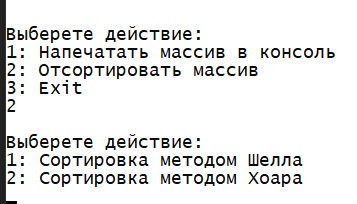 Выберете действие:
1: Напечатать массив в консоль
2: Отсортировать массив
3: Exit
2
Выберете действие:
1: Сортировка методом Шелла
2: Сортировка методом Хоара